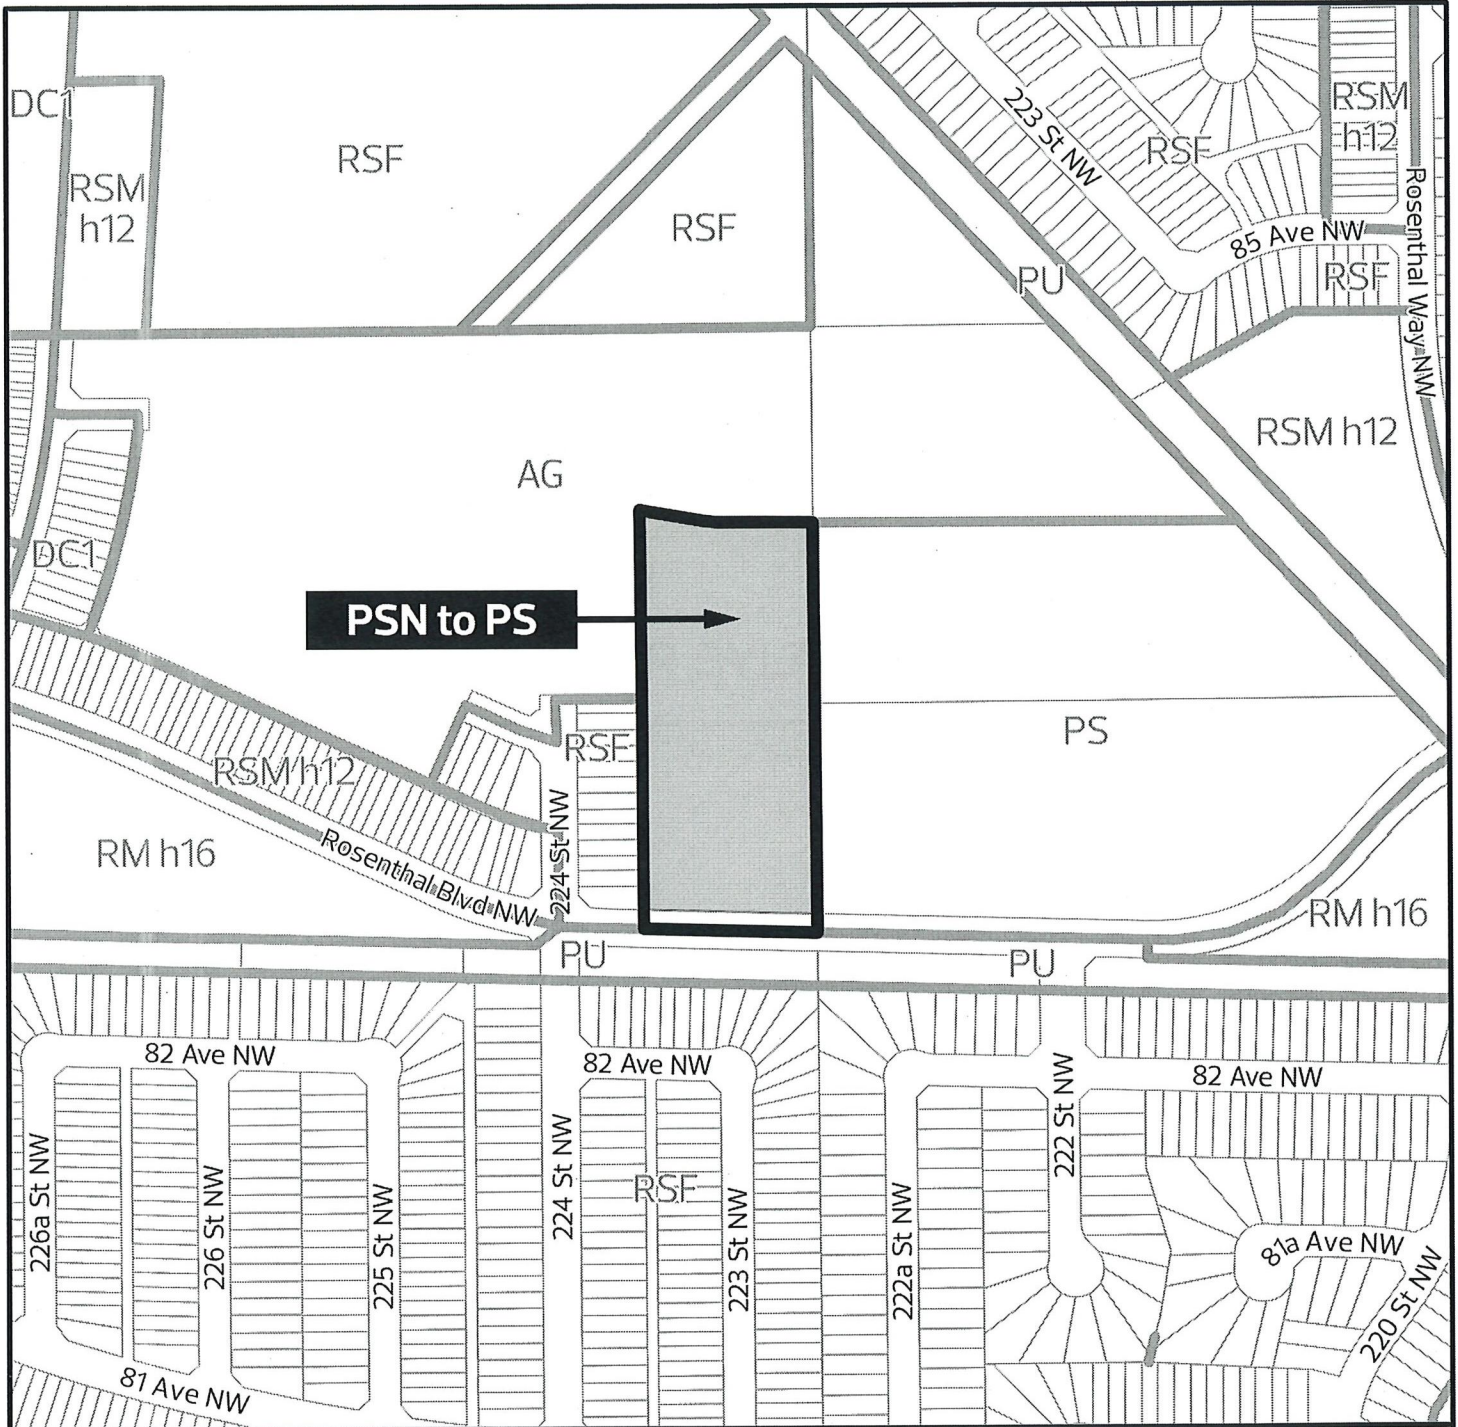 DC1
RSM
h12
RSF
RSF
223 St NW
RSF
RSM
h12
Rosenthal Way NW
85 Ave NW
RSF
PU
RSM h12
AG
DC1
PSN to PS
RSF
PS
RSM h12
224 St NW
RM h16
Rosenthal Blvd NW
RM h16
PU
PU
82 Ave NW
82 Ave NW
82 Ave NW
222 St NW
226a St NW
226 St NW
225 St NW
224 St NW
RSF
223 St NW
222a St NW
81a Ave NW
220 St NW
81 Ave NW